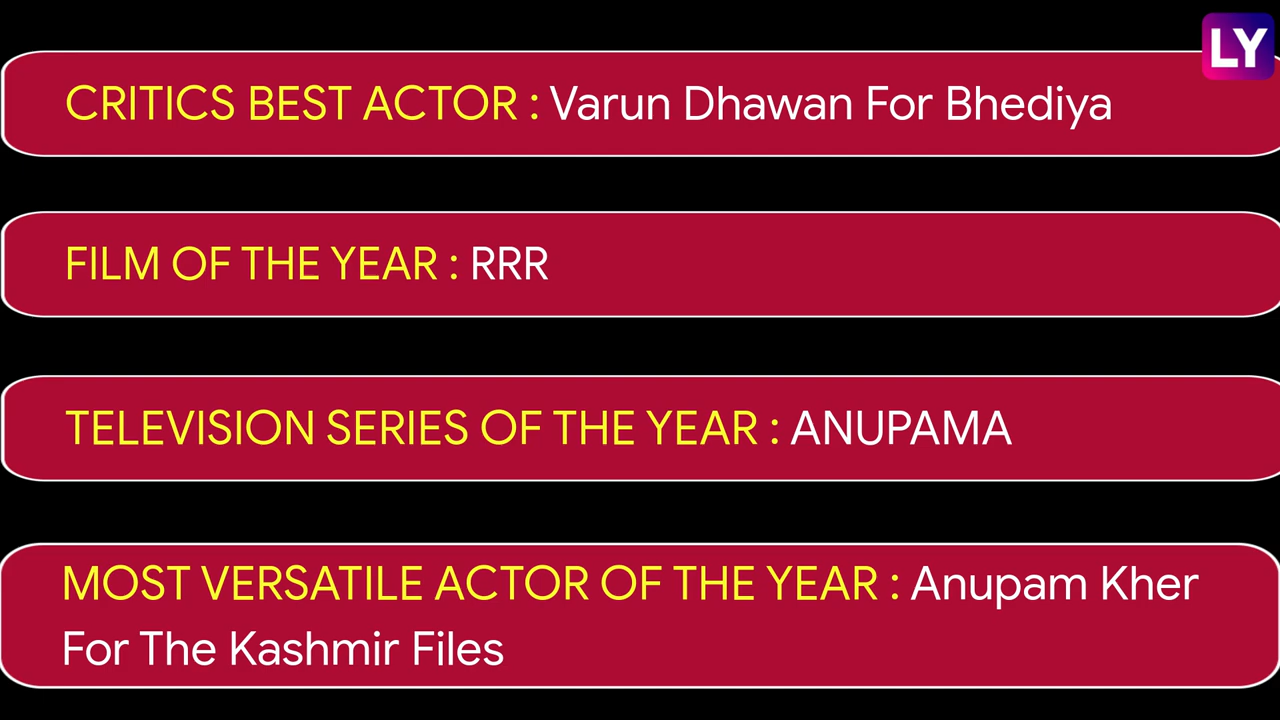 LY
CRITICS BEST ACTOR : Varun Dhawan For Bhediya
FILM OF THE YEAR : RRR
TELEVISION SERIES OF THE YEAR : ANUPAMA
MOST VERSATILE ACTOR OF THE YEAR : Anupam Kher
For The Kashmir Files